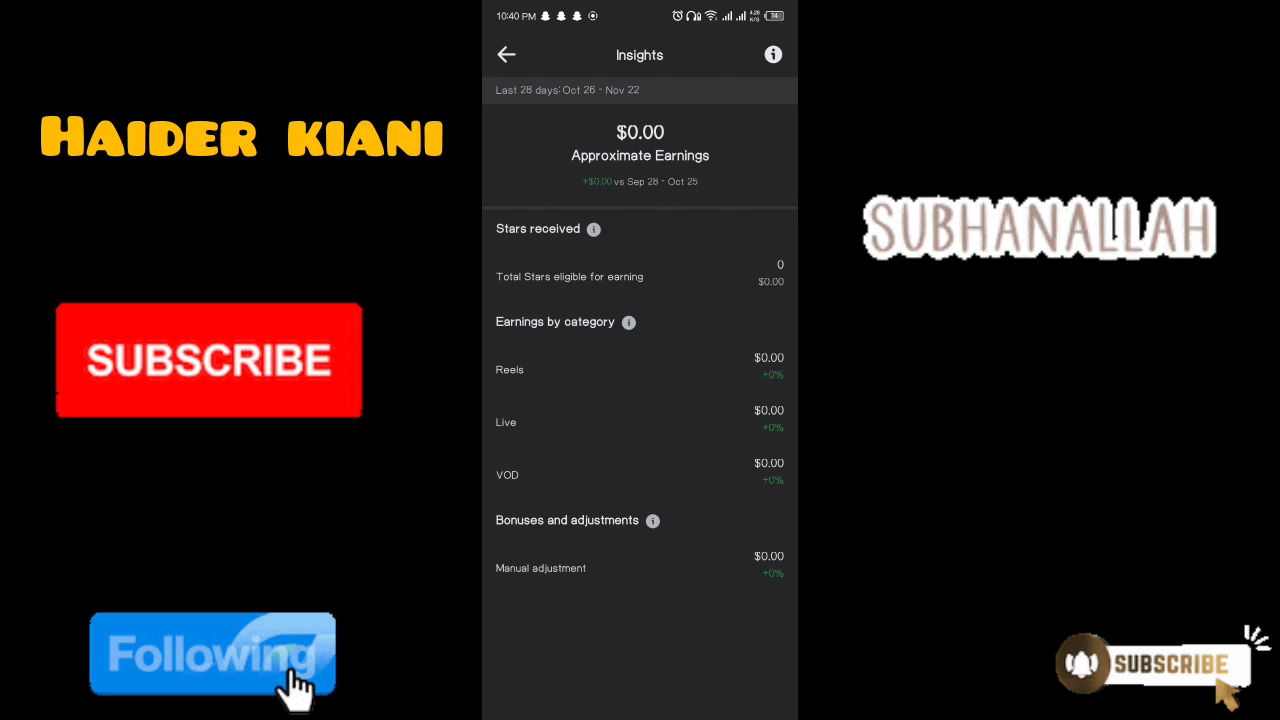 HAIDER KIANI
SUBSCRIBE
Following
10:40 PM
4.26
K/S
74
Insights
Last 28 days: Oct 26 - Nov 22
$0.00
Approximate Earnings
+$0.00 vs Sep 28 - Oct 25
Stars received
0
Total Stars eligible for earning
$0.00
Earnings by category
$0.00
Reels
+0%
$0.00
Live
+0%
$0.00
VOD
+0%
Bonuses and adjustments
$0.00
Manual adjustment
+0%
SUBHANALLAH
SUBSCRIBE